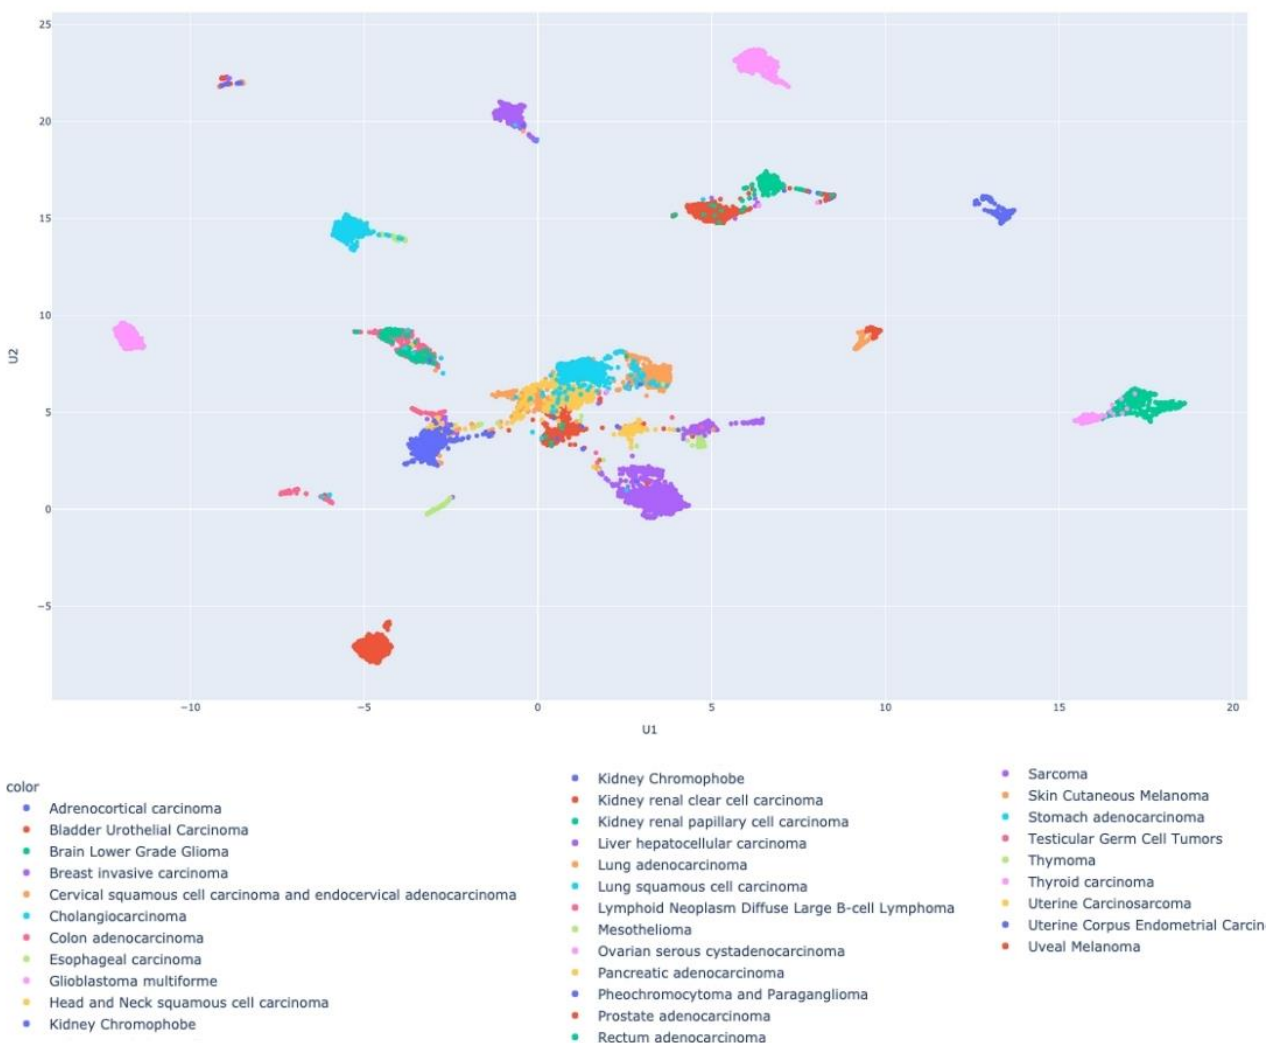 25
20
15
10
5
0
−5
U2
−10
−5
0
5
10
15
20
U1
color
Adrenocortical carcinoma
Bladder Urothelial Carcinoma
Brain Lower Grade Glioma
Breast invasive carcinoma
Cervical squamous cell carcinoma and endocervical adenocarcinoma
Cholangiocarcinoma
Colon adenocarcinoma
Esophageal carcinoma
Glioblastoma multiforme
Head and Neck squamous cell carcinoma
Kidney Chromophobe
Kidney Chromophobe
Kidney renal clear cell carcinoma
Kidney renal papillary cell carcinoma
Liver hepatocellular carcinoma
Lung adenocarcinoma
Lung squamous cell carcinoma
Lymphoid Neoplasm Diffuse Large B-cell Lymphoma
Mesothelioma
Ovarian serous cystadenocarcinoma
Pancreatic adenocarcinoma
Pheochromocytoma and Paraganglioma
Prostate adenocarcinoma
Rectum adenocarcinoma
Sarcoma
Skin Cutaneous Melanoma
Stomach adenocarcinoma
Testicular Germ Cell Tumors
Thymoma
Thyroid carcinoma
Uterine Carcinosarcoma
Uterine Corpus Endometrial Carcin
Uveal Melanoma